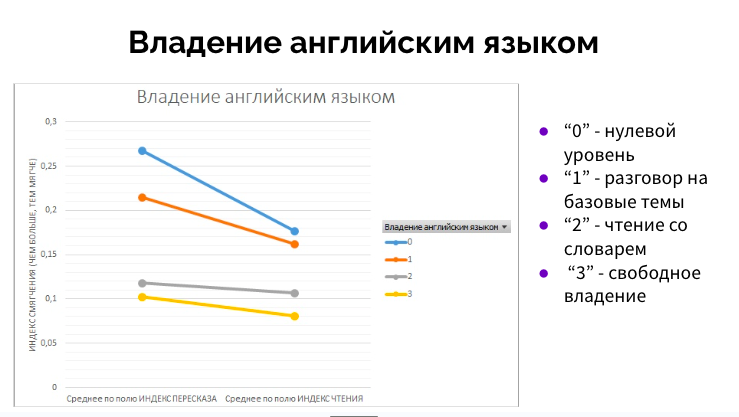 Владение английским языком
Владение английским языком
0,3
0,25
0,2
0,15
0,1
0,05
0
ИНДЕКС МЯГЧЕНИЯ (ЧЕМ БОЛЬШЕ, ТЕМ МЯГЧЕ)
Среднее по полю ИНДЕКС ПЕРЕСКАЗА
Среднее по полю ИНДЕКС ЧТЕНИЯ
Владение английским языком
0
1
2
3
“0” - нулевой
уровень
“1” - разговор на
базовые темы
“2” - чтение со
словарем
“3” - свободное
владение